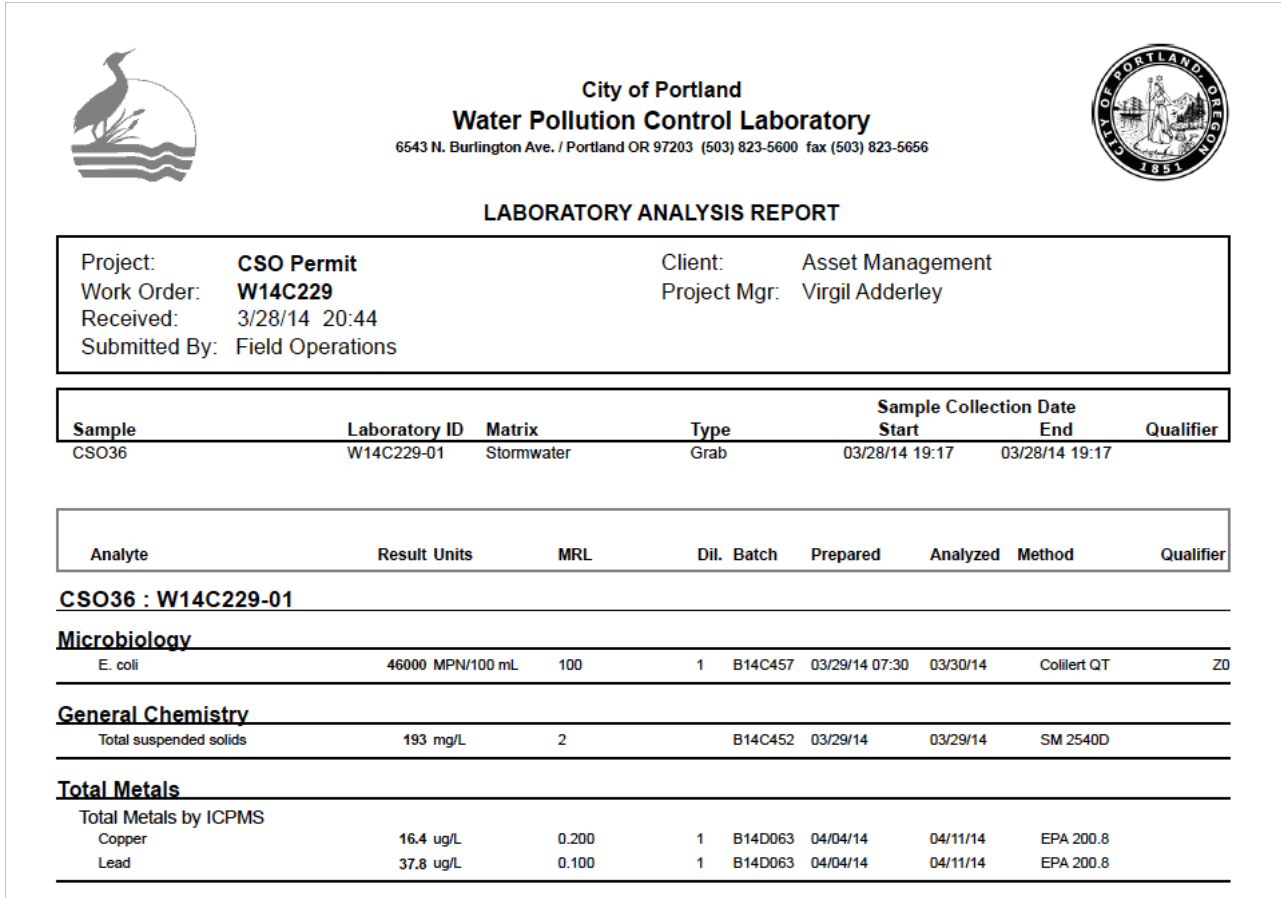 City of Portland
Water Pollution Control Laboratory
6543 N. Burlington Ave. / Portland OR 97203 (503) 823-5600 fax (503) 823-5656
CITY OF PORTLAND, OREGON
1851
LABORATORY ANALYSIS REPORT
Project: CSO Permit Client: Asset Management
Work Order: W14C229 Project Mgr: Virgil Adderley
Received: 3/28/14 20:44
Submitted By: Field Operations
Sample Collection Date
Sample Laboratory ID Matrix Type Start End Qualifier
CSO36 W14C229-01 Stormwater Grab 03/28/14 19:17 03/28/14 19:17
Analyte Result Units MRL Dil. Batch Prepared Analyzed Method Qualifier
CSO36 : W14C229-01
Microbiology
E. coli 46000 MPN/100 mL 100 1 B14C457 03/29/14 07:30 03/30/14 Colilert QT Z0
General Chemistry
Total suspended solids 193 mg/L 2 B14C452 03/29/14 03/29/14 SM 2540D
Total Metals
Total Metals by ICPMS
Copper 16.4 ug/L 0.200 1 B14D063 04/04/14 04/11/14 EPA 200.8
Lead 37.8 ug/L 0.100 1 B14D063 04/04/14 04/11/14 EPA 200.8